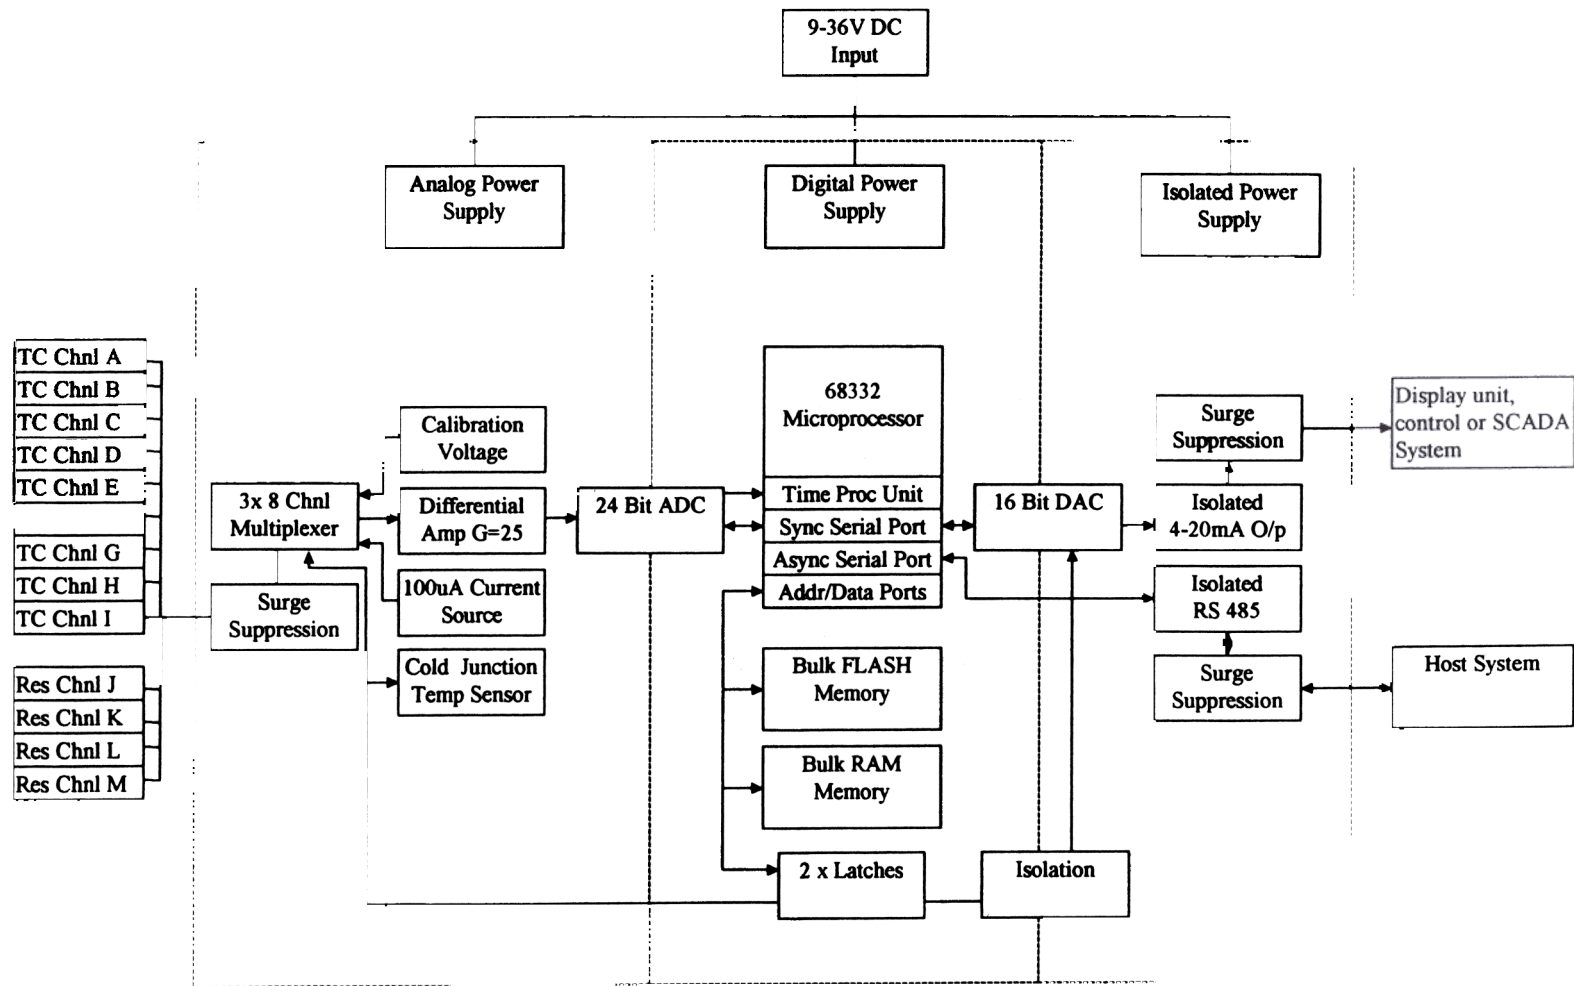 9-36V DC
Input
Analog Power
Supply
Digital Power
Supply
Isolated Power
Supply
TC Chnl A
TC Chnl B
TC Chnl C
TC Chnl D
TC Chnl E
TC Chnl G
TC Chnl H
TC Chnl I
Res Chnl J
Res Chnl K
Res Chnl L
Res Chnl M
3x 8 Chnl
Multiplexer
Surge
Suppression
Calibration
Voltage
Differential
Amp G=25
100uA Current
Source
Cold Junction
Temp Sensor
24 Bit ADC
68332
Microprocessor
Time Proc Unit
Sync Serial Port
Async Serial Port
Addr/Data Ports
Bulk FLASH
Memory
Bulk RAM
Memory
2 x Latches
Isolation
16 Bit DAC
Surge
Suppression
Isolated
4-20mA O/p
Isolated
RS 485
Surge
Suppression
Display unit,
control or SCADA
System
Host System